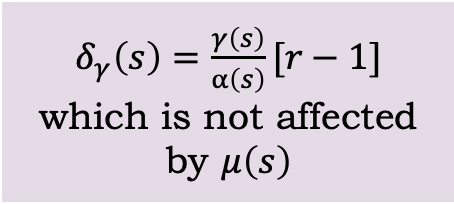 δ_γ(s) = γ(s)/α(s) [r − 1]
which is not affected
by μ(s)